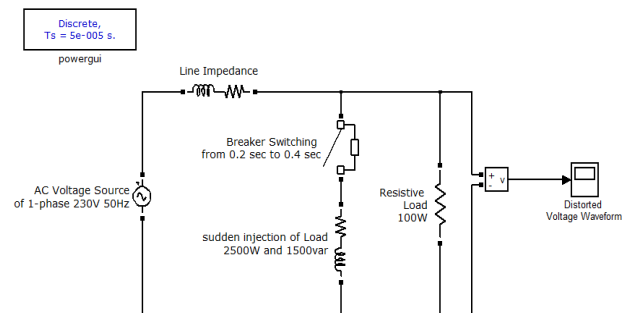 Discrete,
Ts = 5e-005 s.
powergui
Line Impedance
Breaker Switching
from 0.2 sec to 0.4 sec
AC Voltage Source
of 1-phase 230V 50Hz
sudden injection of Load
2500W and 1500var
Resistive
Load
100W
+
-
v
Distorted
Voltage Waveform